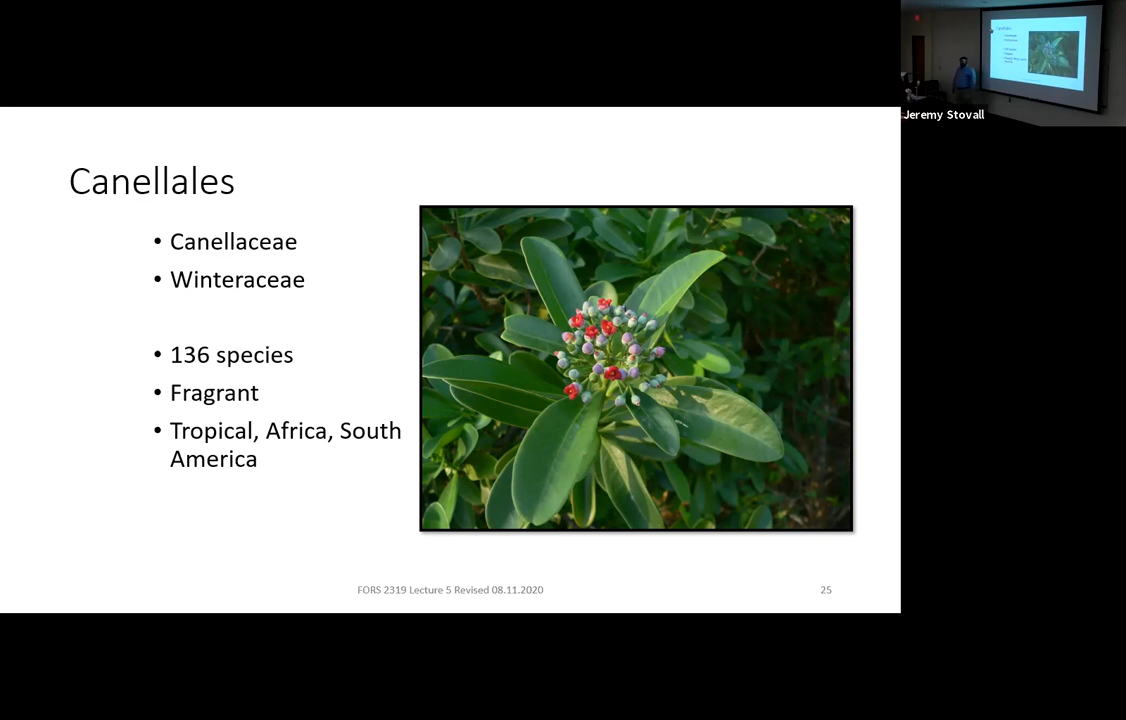 Jeremy Stovall
Canellales
• Canellaceae
• Winteraceae
• 136 species
• Fragrant
• Tropical, Africa, South
America
FORS 2319 Lecture 5 Revised 08.11.2020
25